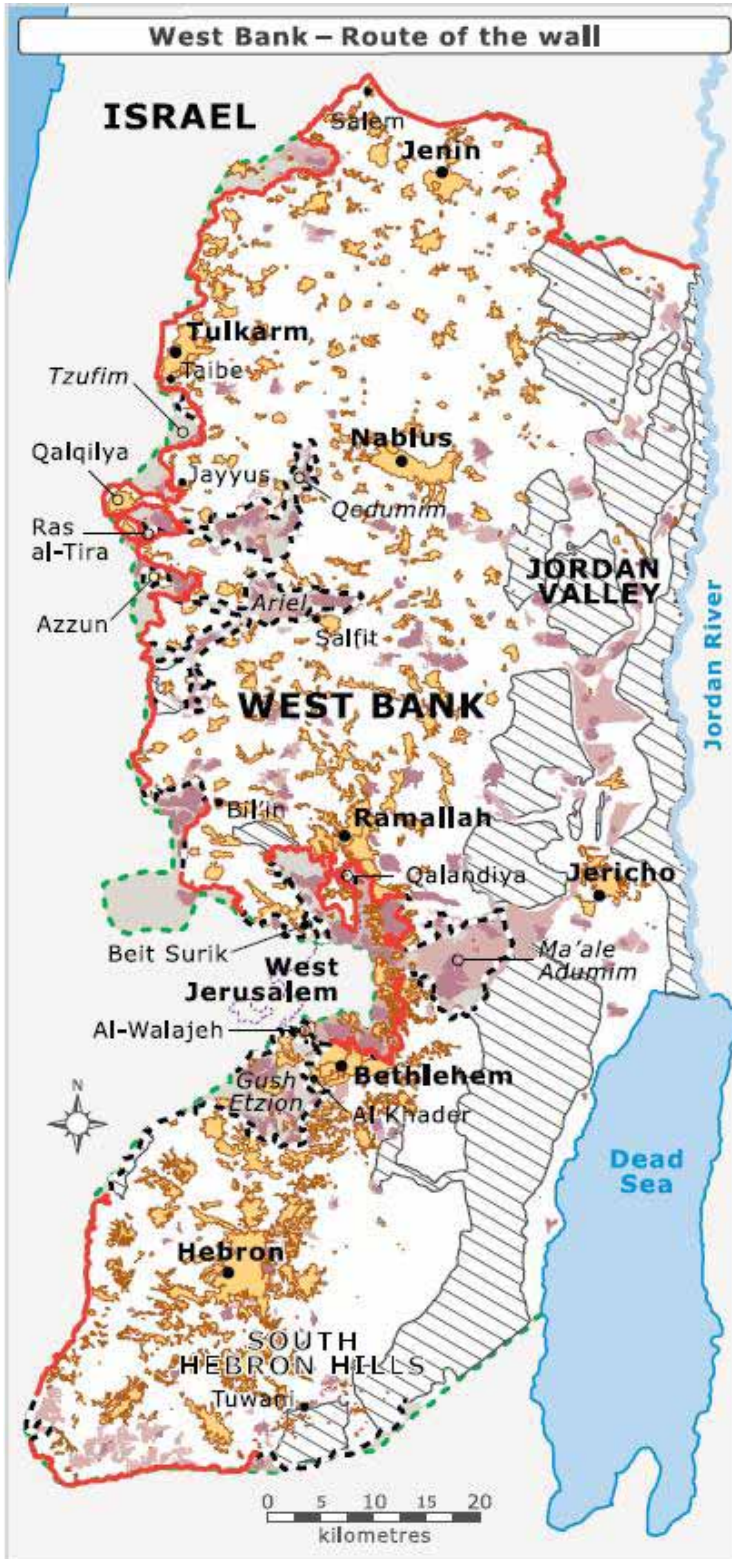 West Bank – Route of the wall
ISRAEL
Salem
Jenin
Tulkarm
Taibe
Tzufim
Nablus
Qalqilya
Jayyus
Qedumim
Ras
al-Tira
JORDAN
VALLEY
Azzun
Ariel
Salfit
Jordan River
WEST BANK
Bil'in
Ramallah
Qalandiya
Jericho
Beit Surik
Ma'ale
Adumim
West
Jerusalem
Al-Walajeh
Bethlehem
Gush
Etzion
Al Khader
N
Dead
Sea
Hebron
SOUTH
HEBRON HILLS
Tuwani
0 5 10 15 20
kilometres